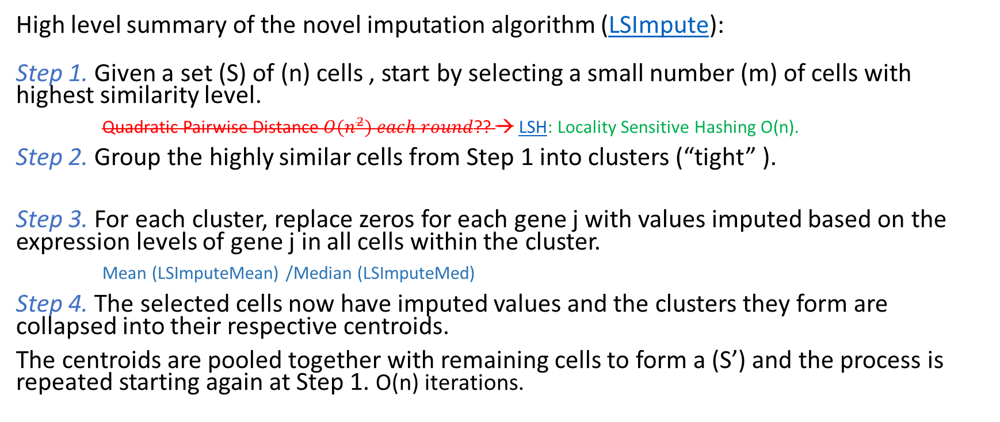 High level summary of the novel imputation algorithm (LSImpute):
Step 1. Given a set (S) of (n) cells , start by selecting a small number (m) of cells with
highest similarity level.
Quadratic Pairwise Distance O(n²) each round?? → LSH: Locality Sensitive Hashing O(n).
Step 2. Group the highly similar cells from Step 1 into clusters (“tight” ).
Step 3. For each cluster, replace zeros for each gene j with values imputed based on the
expression levels of gene j in all cells within the cluster.
Mean (LSImputeMean) /Median (LSImputeMed)
Step 4. The selected cells now have imputed values and the clusters they form are
collapsed into their respective centroids.
The centroids are pooled together with remaining cells to form a (S’) and the process is
repeated starting again at Step 1. O(n) iterations.